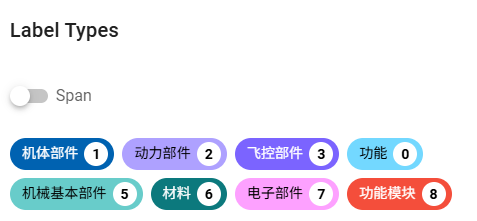 Label Types
Span
机体部件 1 动力部件 2 飞控部件 3 功能 0
机械基本部件 5 材料 6 电子部件 7 功能模块 8